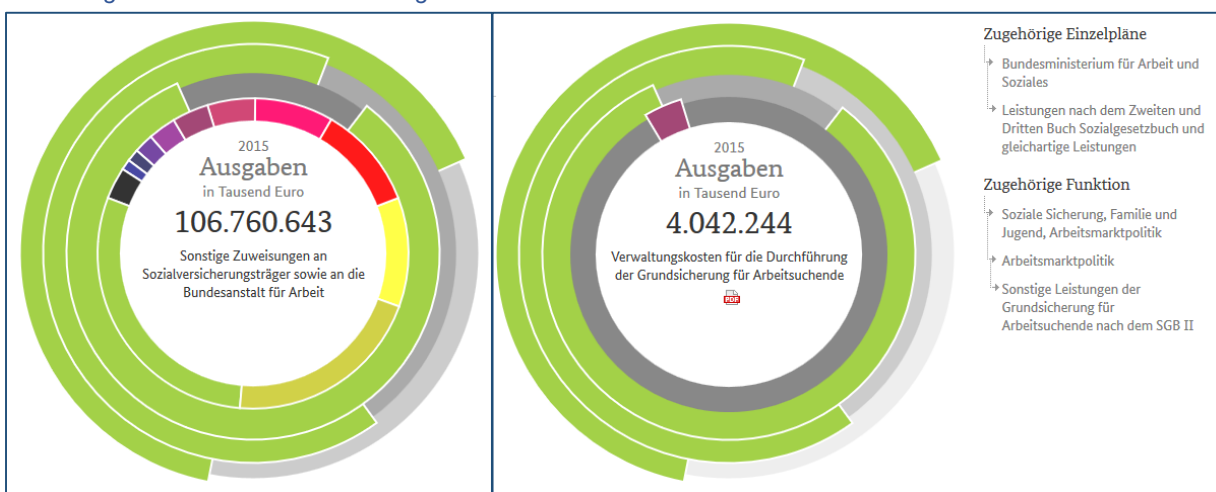 2015
Ausgaben
in Tausend Euro
106.760.643
Sonstige Zuweisungen an
Sozialversicherungsträger sowie an die
Bundesanstalt für Arbeit
2015
Ausgaben
in Tausend Euro
4.042.244
Verwaltungskosten für die Durchführung
der Grundsicherung für Arbeitsuchende
PDF
Zugehörige Einzelpläne
Bundesministerium für Arbeit und
Soziales
Leistungen nach dem Zweiten und
Dritten Buch Sozialgesetzbuch und
gleichartige Leistungen
Zugehörige Funktion
Soziale Sicherung, Familie und
Jugend, Arbeitsmarktpolitik
Arbeitsmarktpolitik
Sonstige Leistungen der
Grundsicherung für
Arbeitsuchende nach dem SGB II